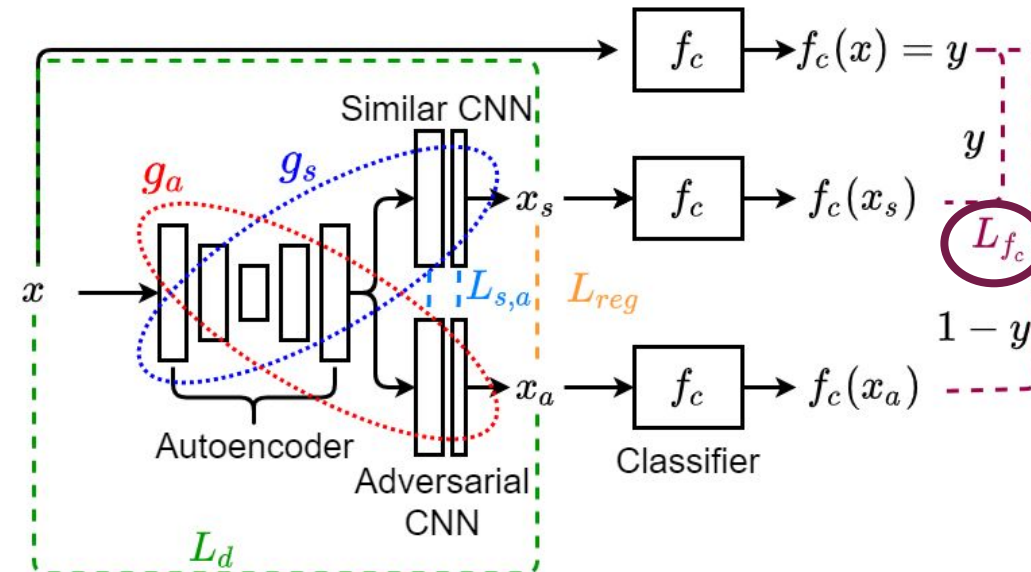 f_c
f_c(x) = y
Similar CNN
y
g_a
g_s
x_s
f_c
f_c(x_s)
L_{f_c}
x
L_{s,a}
L_{reg}
1 − y
x_a
f_c
f_c(x_a)
Autoencoder
Classifier
Adversarial
CNN
L_d